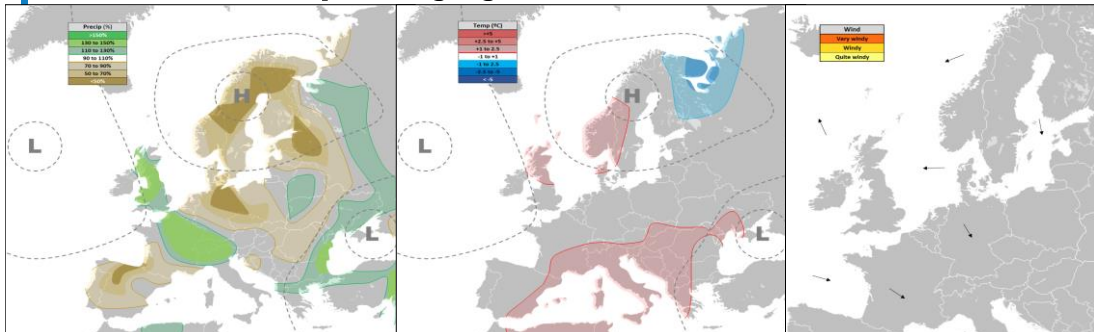 Precip (%)
>150%
130 to 150%
110 to 130%
90 to 110%
70 to 90%
50 to 70%
<50%
H
L
L
Temp (ºC)
>+5
+2.5 to +5
+1 to 2.5
-1 to +1
-1 to 2.5
-2.5 to -5
< -5
H
L
L
Wind
Very windy
Windy
Quite windy